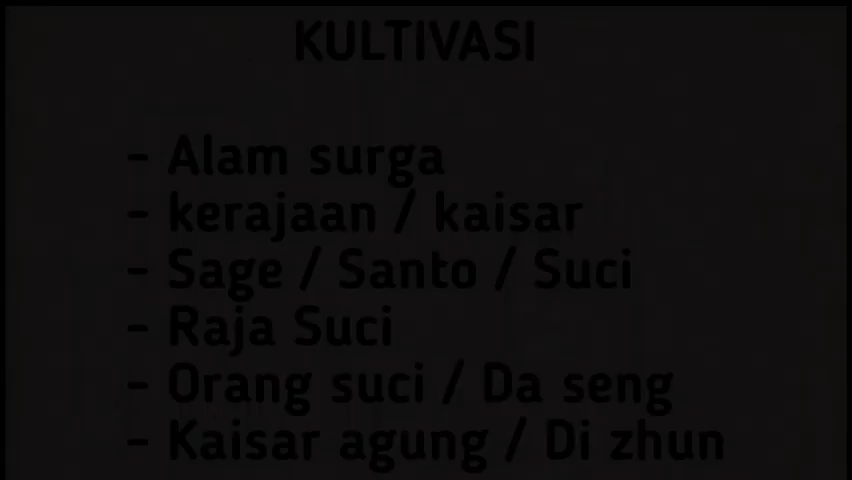 KULTIVASI
- Alam surga
- kerajaan / kaisar
- Sage / Santo / Suci
- Raja Suci
- Orang suci / Da seng
- Kaisar agung / Di zhun